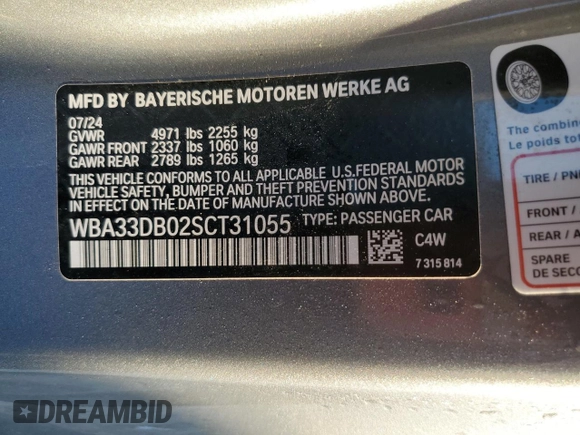 MFD BY BAYERISCHE MOTOREN WERKE AG
07/24
GVWR 4971 lbs 2255 kg
GAWR FRONT 2337 lbs 1060 kg
GAWR REAR 2789 lbs 1265 kg
THIS VEHICLE CONFORMS TO ALL APPLICABLE U.S.FEDERAL MOTOR
VEHICLE SAFETY, BUMPER AND THEFT PREVENTION STANDARDS
IN EFFECT ON THE DATE OF MANUFACTURE SHOWN ABOVE.
WBA33DB02SCT31055 TYPE: PASSENGER CAR
C4W
7 315 814
The combine
Le poids tot
TIRE / PNE
FRONT /
REAR / A
SPARE
DE SECO
DREAMBID